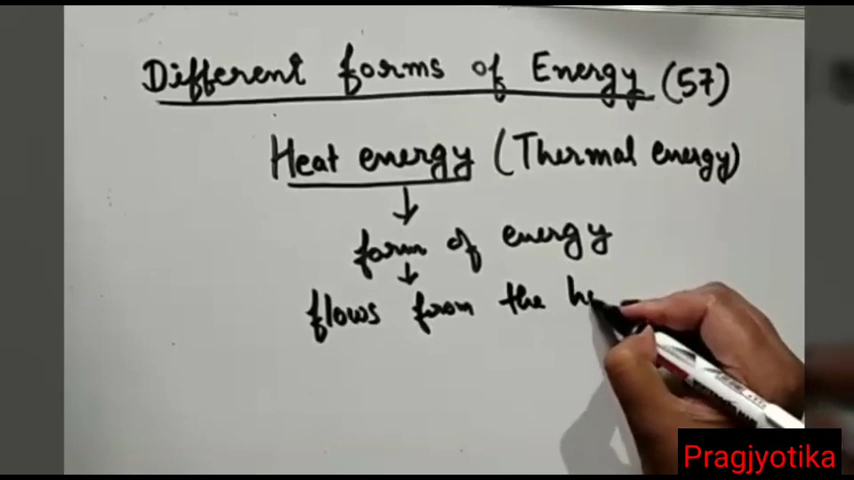 Different forms of Energy (57)
Heat energy (Thermal energy)
form of energy
flows from the
Pragjyotika